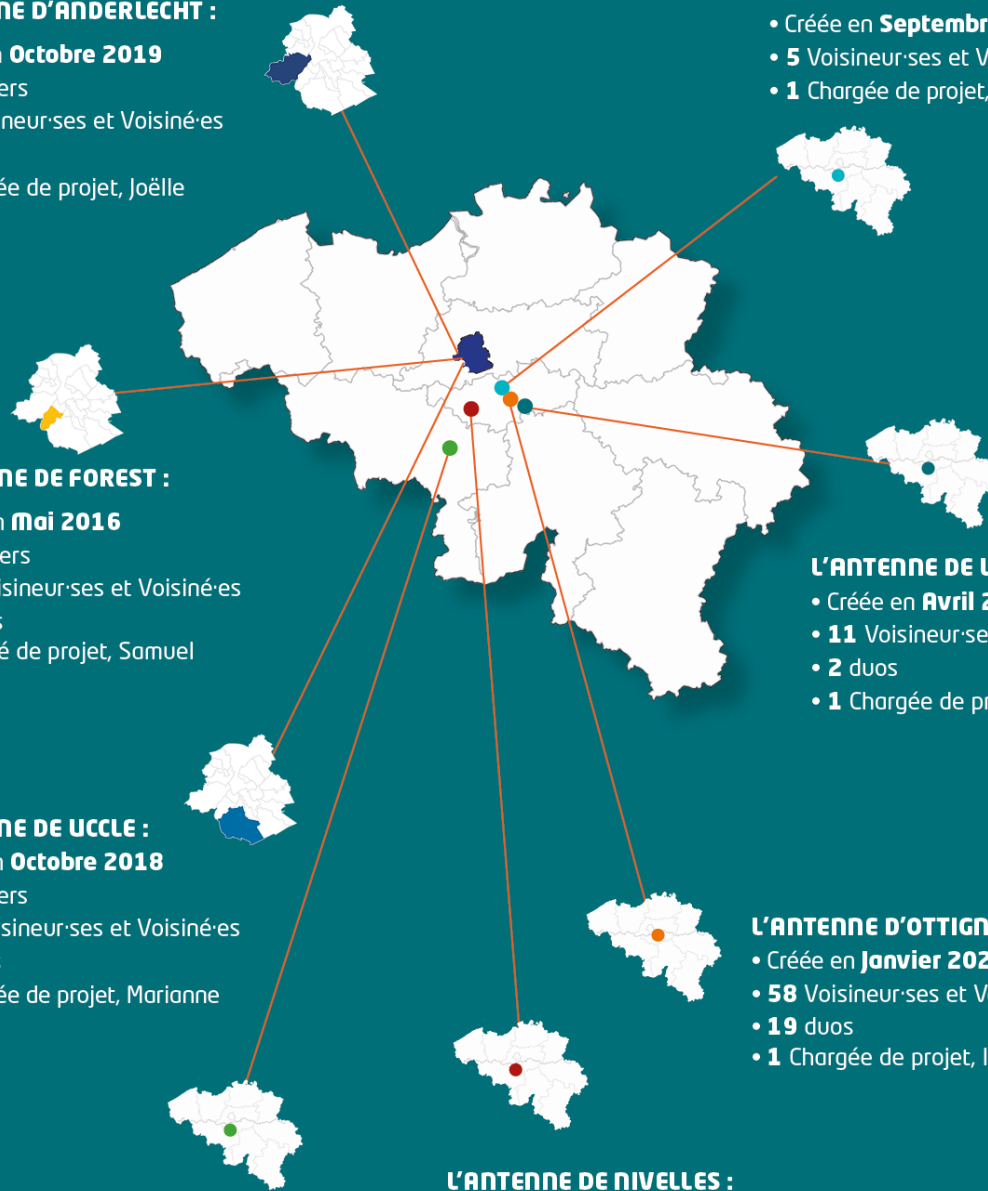 NE D'ANDERLECHT :
Octobre 2019
ers
neur·ses et Voisiné·es
ée de projet, Joëlle
• Créée en Septembr
• 5 Voisineur·ses et V
• 1 Chargée de projet,
NE DE FOREST :
n Mai 2016
ers
isineur·ses et Voisiné·es
s
é de projet, Samuel
L'ANTENNE DE
• Créée en Avril 2
• 11 Voisineur·se
• 2 duos
• 1 Chargée de pr
NE DE UCCLE :
n Octobre 2018
ers
sineur·ses et Voisiné·es
ée de projet, Marianne
L'ANTENNE D'OTTIGN
• Créée en Janvier 202
• 58 Voisineur·ses et V
• 19 duos
• 1 Chargée de projet, I
L'ANTENNE DE NIVELLES :